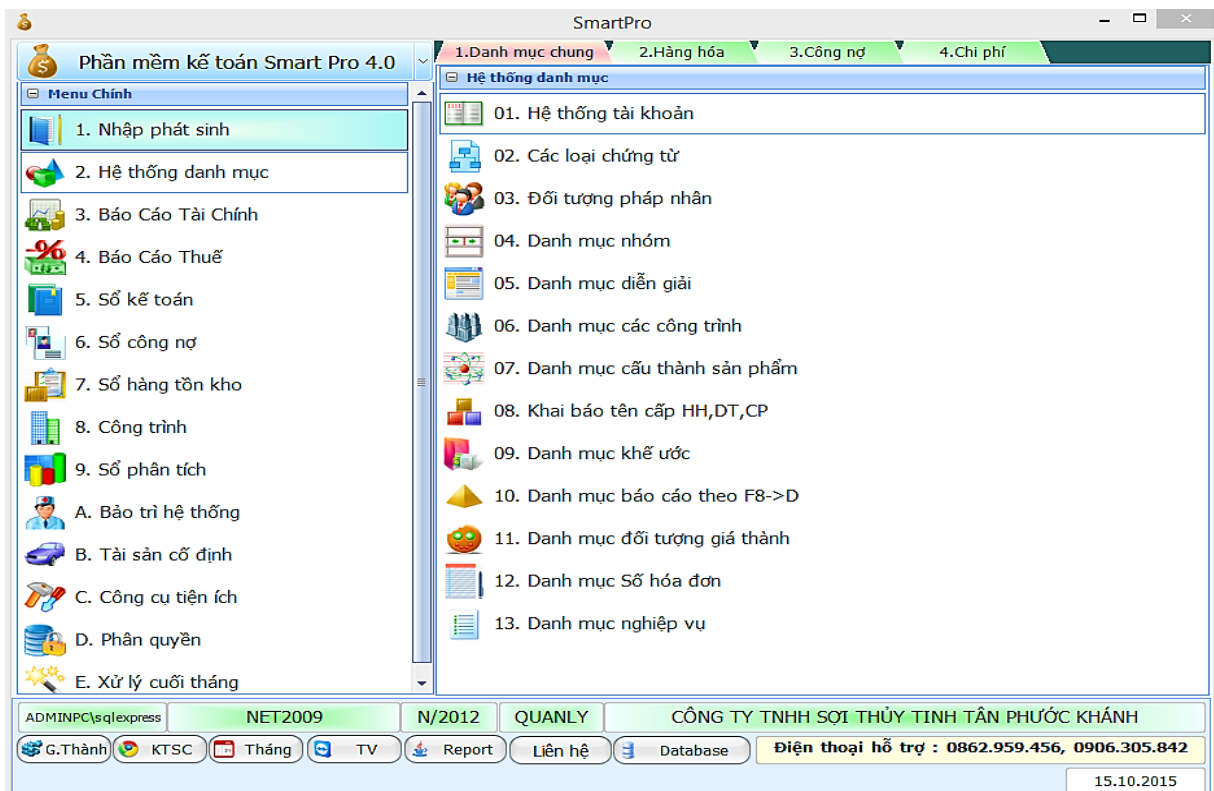 SmartPro
Phần mềm kế toán Smart Pro 4.0
Menu Chính
1. Nhập phát sinh
2. Hệ thống danh mục
3. Báo Cáo Tài Chính
4. Báo Cáo Thuế
5. Sổ kế toán
6. Sổ công nợ
7. Sổ hàng tồn kho
8. Công trình
9. Sổ phân tích
A. Bảo trì hệ thống
B. Tài sản cố định
C. Công cụ tiện ích
D. Phân quyền
E. Xử lý cuối tháng
1.Danh mục chung 2.Hàng hóa 3.Công nợ 4.Chi phí
Hệ thống danh mục
01. Hệ thống tài khoản
02. Các loại chứng từ
03. Đối tượng pháp nhân
04. Danh mục nhóm
05. Danh mục diễn giải
06. Danh mục các công trình
07. Danh mục cấu thành sản phẩm
08. Khai báo tên cấp HH,DT,CP
09. Danh mục khế ước
10. Danh mục báo cáo theo F8->D
11. Danh mục đối tượng giá thành
12. Danh mục Số hóa đơn
13. Danh mục nghiệp vụ
ADMINPC\sqlexpress NET2009 N/2012 QUANLY CÔNG TY TNHH SỢI THỦY TINH TÂN PHƯỚC KHÁNH
G.Thành KTSC Tháng TV Report Liên hệ Database Điện thoại hỗ trợ : 0862.959.456, 0906.305.842
15.10.2015